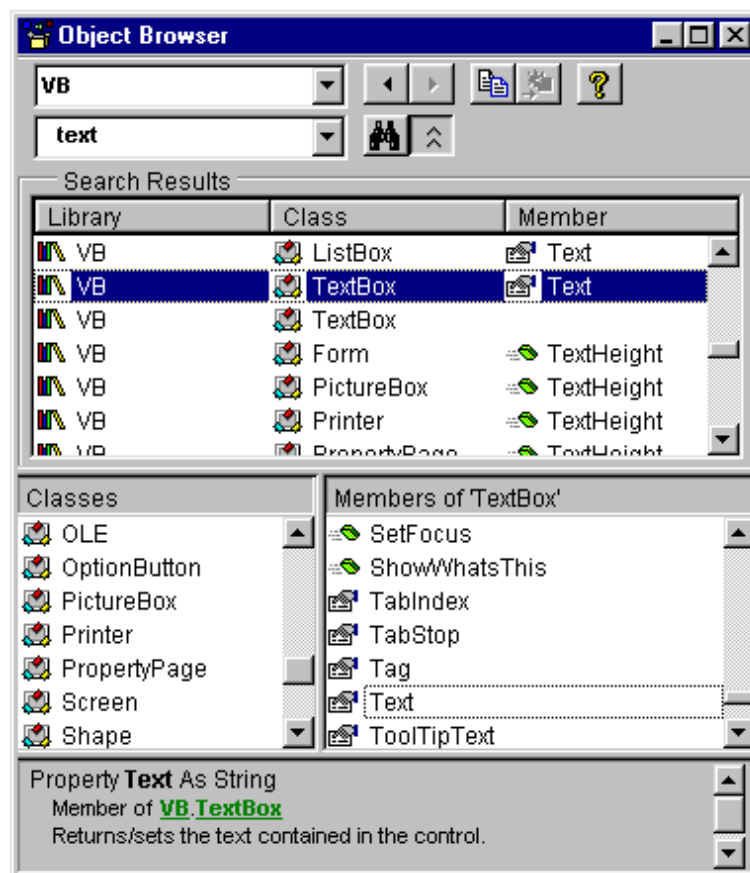 Object Browser
VB
text
Search Results
Library Class Member
VB ListBox Text
VB TextBox Text
VB TextBox
VB Form TextHeight
VB PictureBox TextHeight
VB Printer TextHeight
VB PropertyPage TextHeight
Classes
OLE
OptionButton
PictureBox
Printer
PropertyPage
Screen
Shape
Members of 'TextBox'
SetFocus
ShowWhatsThis
TabIndex
TabStop
Tag
Text
ToolTipText
Property Text As String
Member of VB.TextBox
Returns/sets the text contained in the control.